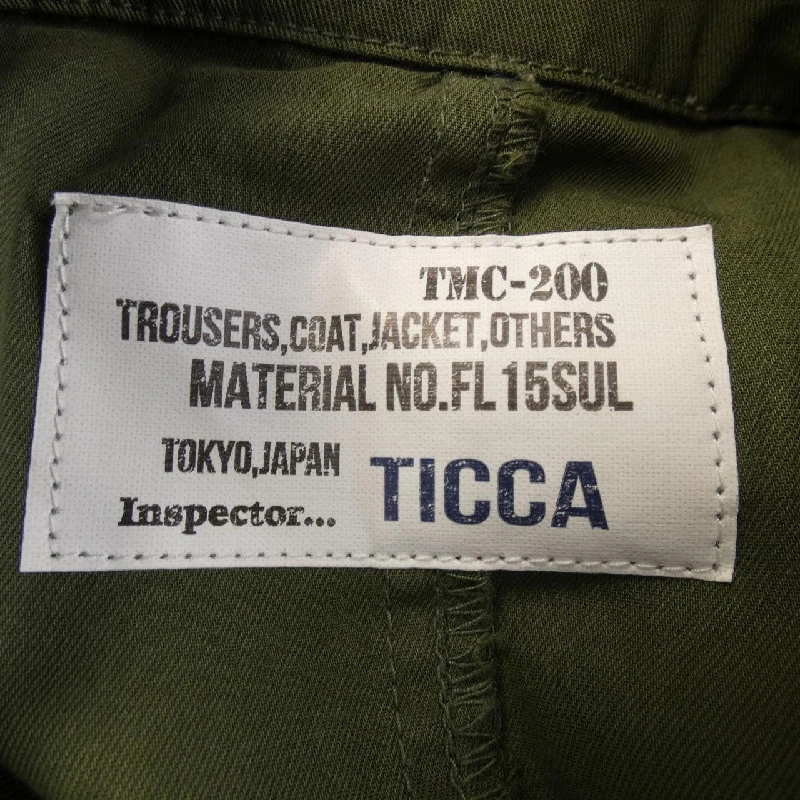 TMC-200
TROUSERS,COAT,JACKET,OTHERS
MATERIAL NO.FL15SUL
TOKYO,JAPAN
Inspector... TICCA